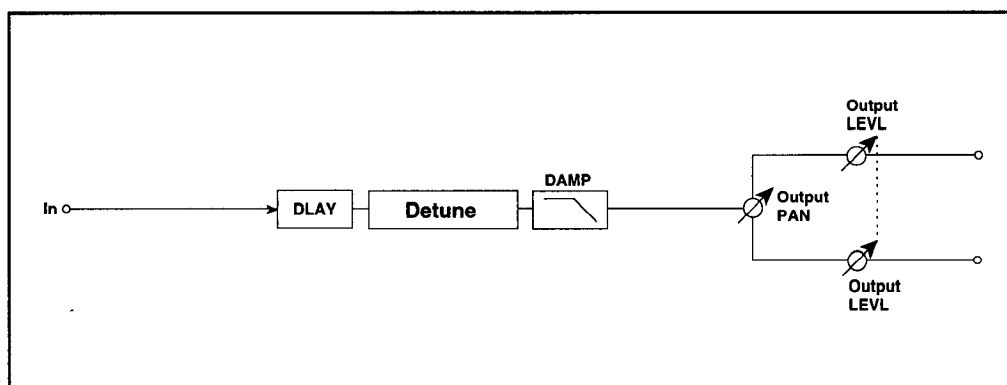 Output
LEVL
DAMP
In
DLAY
Detune
Output
PAN
Output
LEVL